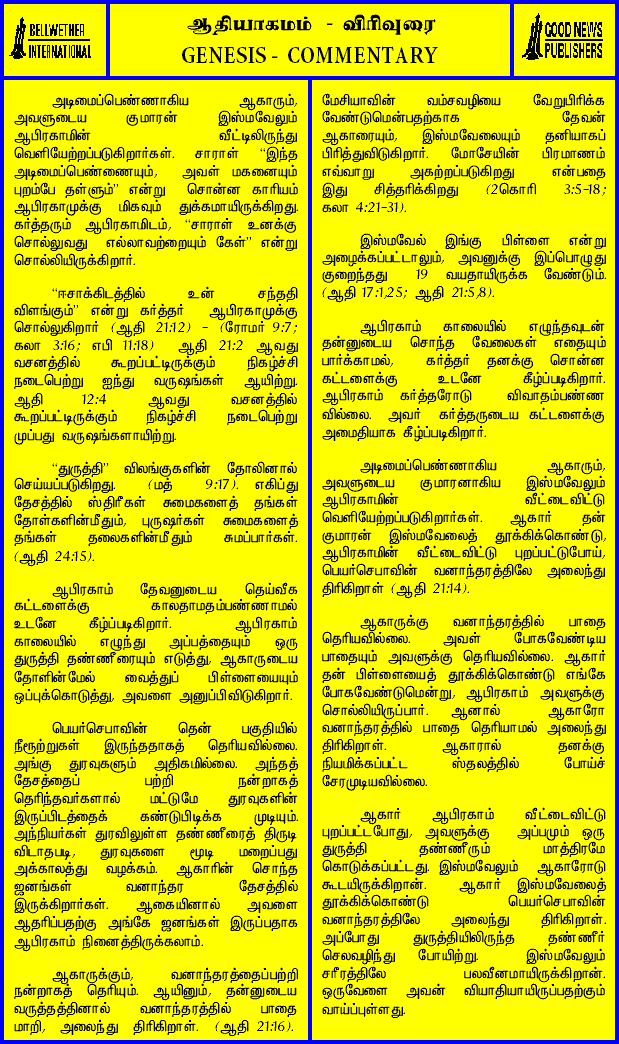 BELLWETHER
INTERNATIONAL
ஆதியாகமம் - விரிவுரை
GENESIS - COMMENTARY
GOOD NEWS
PUBLISHERS
அடிமைப்பெண்ணாகிய ஆகாரும்,
அவளுடைய குமாரன் இஸ்மவேலும்
ஆபிரகாமின் வீட்டிலிருந்து
வெளியேற்றப்படுகிறார்கள். சாராள் “இந்த
அடிமைப்பெண்ணையும், அவள் மகனையும்
புறம்பே தள்ளும்” என்று சொன்ன காரியம்
ஆபிரகாமுக்கு மிகவும் துக்கமாயிருக்கிறது.
கர்த்தரும் ஆபிரகாமிடம், “சாராள் உனக்கு
சொல்லுவது எல்லாவற்றையும் கேள்” என்று
சொல்லியிருக்கிறார்.
“ஈசாக்கிடத்தில் உன் சந்ததி
விளங்கும்” என்று கர்த்தர் ஆபிரகாமுக்கு
சொல்லுகிறார் (ஆதி 21:12) - (ரோமர் 9:7;
கலா 3:16; எபி 11:18) ஆதி 21:2 ஆவது
வசனத்தில் கூறப்பட்டிருக்கும் நிகழ்ச்சி
நடைபெற்று ஐந்து வருஷங்கள் ஆயிற்று.
ஆதி 12:4 ஆவது வசனத்தில்
கூறப்பட்டிருக்கும் நிகழ்ச்சி நடைபெற்று
முப்பது வருஷங்களாயிற்று.
“துருத்தி” விலங்குகளின் தோலினால்
செய்யப்படுகிறது. (மத் 9:17). எகிப்து
தேசத்தில் ஸ்திரீகள் சுமைகளைத் தங்கள்
தோள்களின்மீதும், புருஷர்கள் சுமைகளைத்
தங்கள் தலைகளின்மீதும் சுமப்பார்கள்.
(ஆதி 24:15).
ஆபிரகாம் தேவனுடைய தெய்வீக
கட்டளைக்கு காலதாமதம்பண்ணாமல்
உடனே கீழ்ப்படிகிறார். ஆபிரகாம்
காலையில் எழுந்து அப்பத்தையும் ஒரு
துருத்தி தண்ணீரையும் எடுத்து, ஆகாருடைய
தோளின்மேல் வைத்துப் பிள்ளையையும்
ஒப்புக்கொடுத்து, அவளை அனுப்பிவிடுகிறார்.
பெயர்செபாவின் தென் பகுதியில்
நீரூற்றுகள் இருந்ததாகத் தெரியவில்லை.
அங்கு துரவுகளும் அதிகமில்லை. அந்தத்
தேசத்தைப் பற்றி நன்றாகத்
தெரிந்தவர்களால் மட்டுமே துரவுகளின்
இருப்பிடத்தைக் கண்டுபிடிக்க முடியும்.
அந்நியர்கள் துரவிலுள்ள தண்ணீரைத் திருடி
விடாதபடி, துரவுகளை மூடி மறைப்பது
அக்காலத்து வழக்கம். ஆகாரின் சொந்த
ஜனங்கள் வனாந்தர தேசத்தில்
இருக்கிறார்கள். ஆகையினால் அவளை
ஆதரிப்பதற்கு அங்கே ஜனங்கள் இருப்பதாக
ஆபிரகாம் நினைத்திருக்கலாம்.
ஆகாருக்கும், வனாந்தரத்தைப்பற்றி
நன்றாகத் தெரியும். ஆயினும், தன்னுடைய
வருத்தத்தினால் வனாந்தரத்தில் பாதை
மாறி, அலைந்து திரிகிறாள். (ஆதி 21:16).
மேசியாவின் வம்சவழியை வேறுபிரிக்க
வேண்டுமென்பதற்காக தேவன்
ஆகாரையும், இஸ்மவேலையும் தனியாகப்
பிரித்துவிடுகிறார். மோசேயின் பிரமாணம்
எவ்வாறு அகற்றப்படுகிறது என்பதை
இது சித்தரிக்கிறது (2கொரி 3:5-18;
கலா 4:21-31).
இஸ்மவேல் இங்கு பிள்ளை என்று
அழைக்கப்பட்டாலும், அவனுக்கு இப்பொழுது
குறைந்தது 19 வயதாயிருக்க வேண்டும்.
(ஆதி 17:1,25; ஆதி 21:5,8).
ஆபிரகாம் காலையில் எழுந்தவுடன்
தன்னுடைய சொந்த வேலைகள் எதையும்
பார்க்காமல், கர்த்தர் தனக்கு சொன்ன
கட்டளைக்கு உடனே கீழ்ப்படிகிறார்.
ஆபிரகாம் கர்த்தரோடு விவாதம்பண்ண
வில்லை. அவர் கர்த்தருடைய கட்டளைக்கு
அமைதியாக கீழ்ப்படிகிறார்.
அடிமைப்பெண்ணாகிய ஆகாரும்,
அவளுடைய குமாரனாகிய இஸ்மவேலும்
ஆபிரகாமின் வீட்டைவிட்டு
வெளியேற்றப்படுகிறார்கள். ஆகார் தன்
குமாரன் இஸ்மவேலைத் தூக்கிக்கொண்டு,
ஆபிரகாமின் வீட்டைவிட்டு புறப்பட்டுபோய்,
பெயர்செபாவின் வனாந்தரத்திலே அலைந்து
திரிகிறாள் (ஆதி 21:14).
ஆகாருக்கு வனாந்தரத்தில் பாதை
தெரியவில்லை. அவள் போகவேண்டிய
பாதையும் அவளுக்கு தெரியவில்லை. ஆகார்
தன் பிள்ளையைத் தூக்கிக்கொண்டு எங்கே
போகவேண்டுமென்று, ஆபிரகாம் அவளுக்கு
சொல்லியிருப்பார். ஆனால் ஆகாரோ
வனாந்தரத்தில் பாதை தெரியாமல் அலைந்து
திரிகிறாள். ஆகாரால் தனக்கு
நியமிக்கப்பட்ட ஸ்தலத்தில் போய்ச்
சேரமுடியவில்லை.
ஆகார் ஆபிரகாம் வீட்டைவிட்டு
புறப்பட்டபோது, அவளுக்கு அப்பமும் ஒரு
துருத்தி தண்ணீரும் மாத்திரமே
கொடுக்கப்பட்டது. இஸ்மவேலும் ஆகாரோடு
கூடயிருக்கிறான். ஆகார் இஸ்மவேலைத்
தூக்கிக்கொண்டு பெயர்செபாவின்
வனாந்தரத்திலே அலைந்து திரிகிறாள்.
அப்போது துருத்தியிலிருந்த தண்ணீர்
செலவழிந்து போயிற்று. இஸ்மவேலும்
சரீரத்திலே பலவீனமாயிருக்கிறான்.
ஒருவேளை அவன் வியாதியாயிருப்பதற்கும்
வாய்ப்புள்ளது.